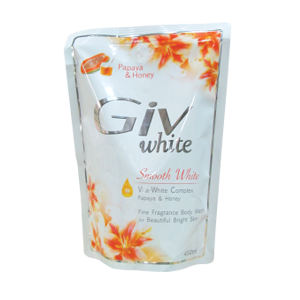 Papaya
& Honey
Giv
white
Smooth White
Vita-White Complex
Papaya & Honey
Fine Fragrance Body Wash
for Beautiful Bright Skin
450ml